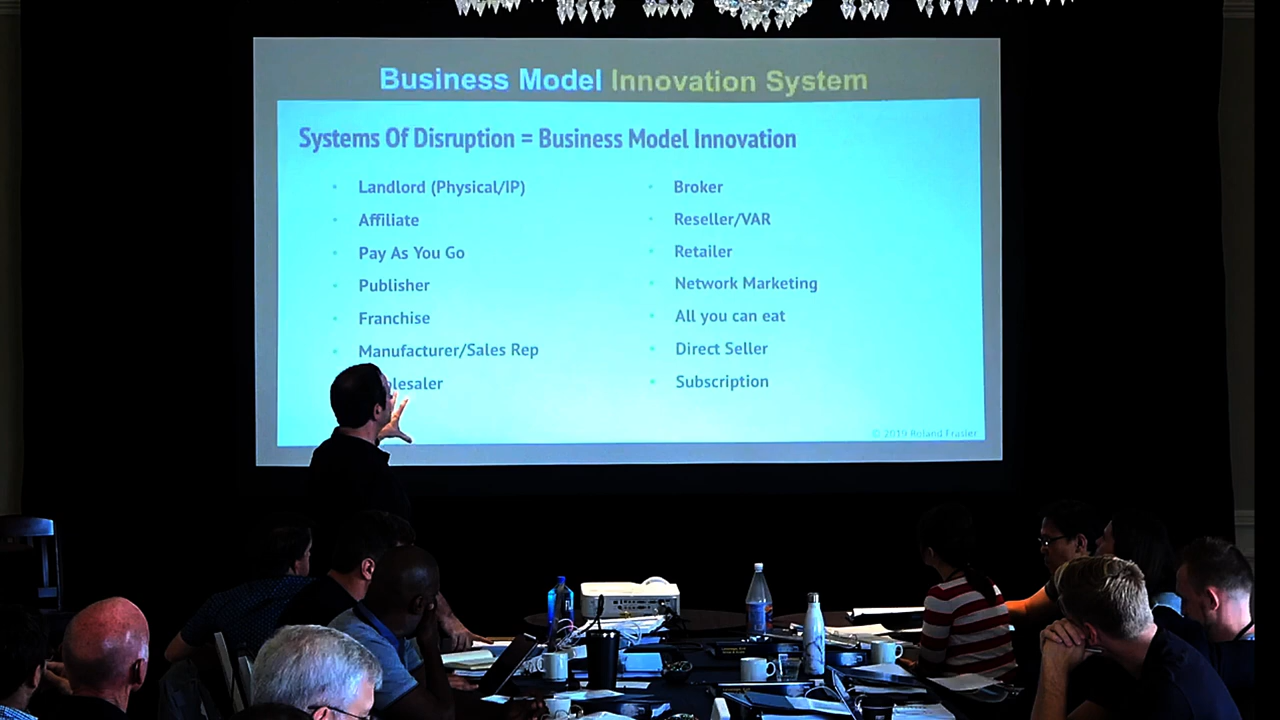 Business Model Innovation System
Systems Of Disruption = Business Model Innovation
Landlord (Physical/IP)
Affiliate
Pay As You Go
Publisher
Franchise
Manufacturer/Sales Rep
lesaler
Broker
Reseller/VAR
Retailer
Network Marketing
All you can eat
Direct Seller
Subscription
© 2019 Roland Frasier